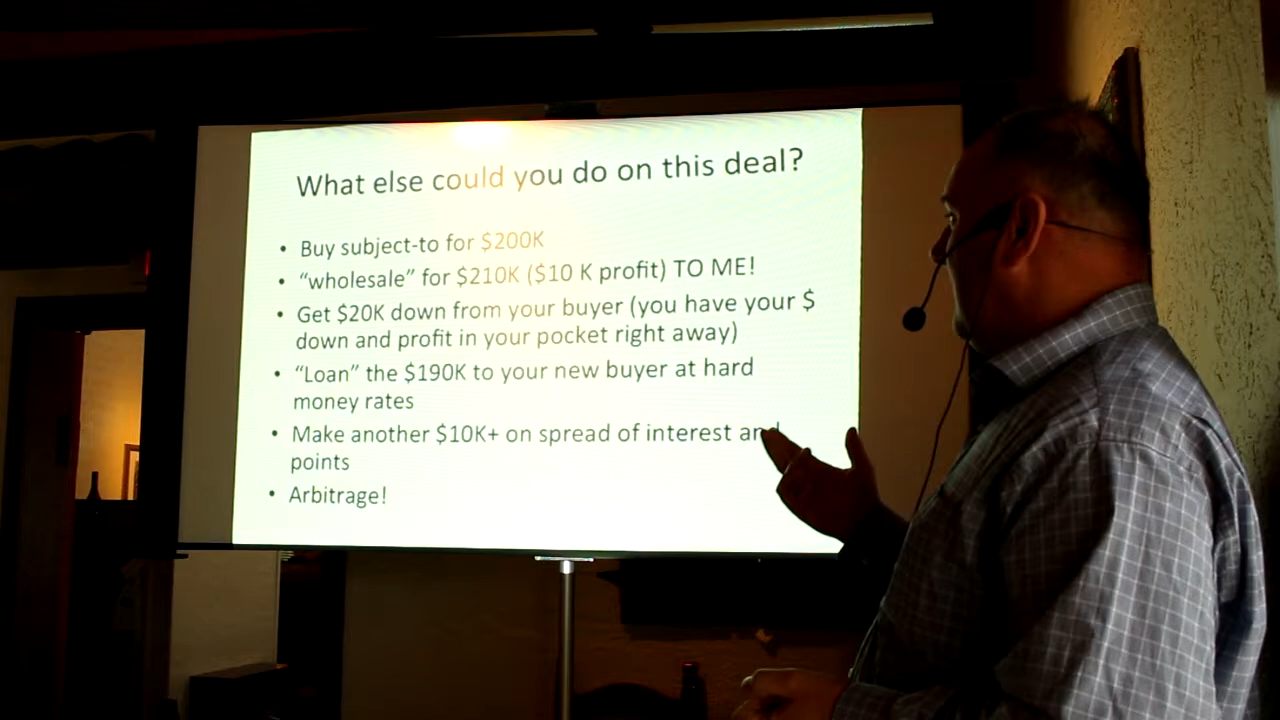 What else could you do on this deal?
• Buy subject-to for $200K
• “wholesale” for $210K ($10 K profit) TO ME!
• Get $20K down from your buyer (you have your $
down and profit in your pocket right away)
• “Loan” the $190K to your new buyer at hard
money rates
• Make another $10K+ on spread of interest and
points
• Arbitrage!